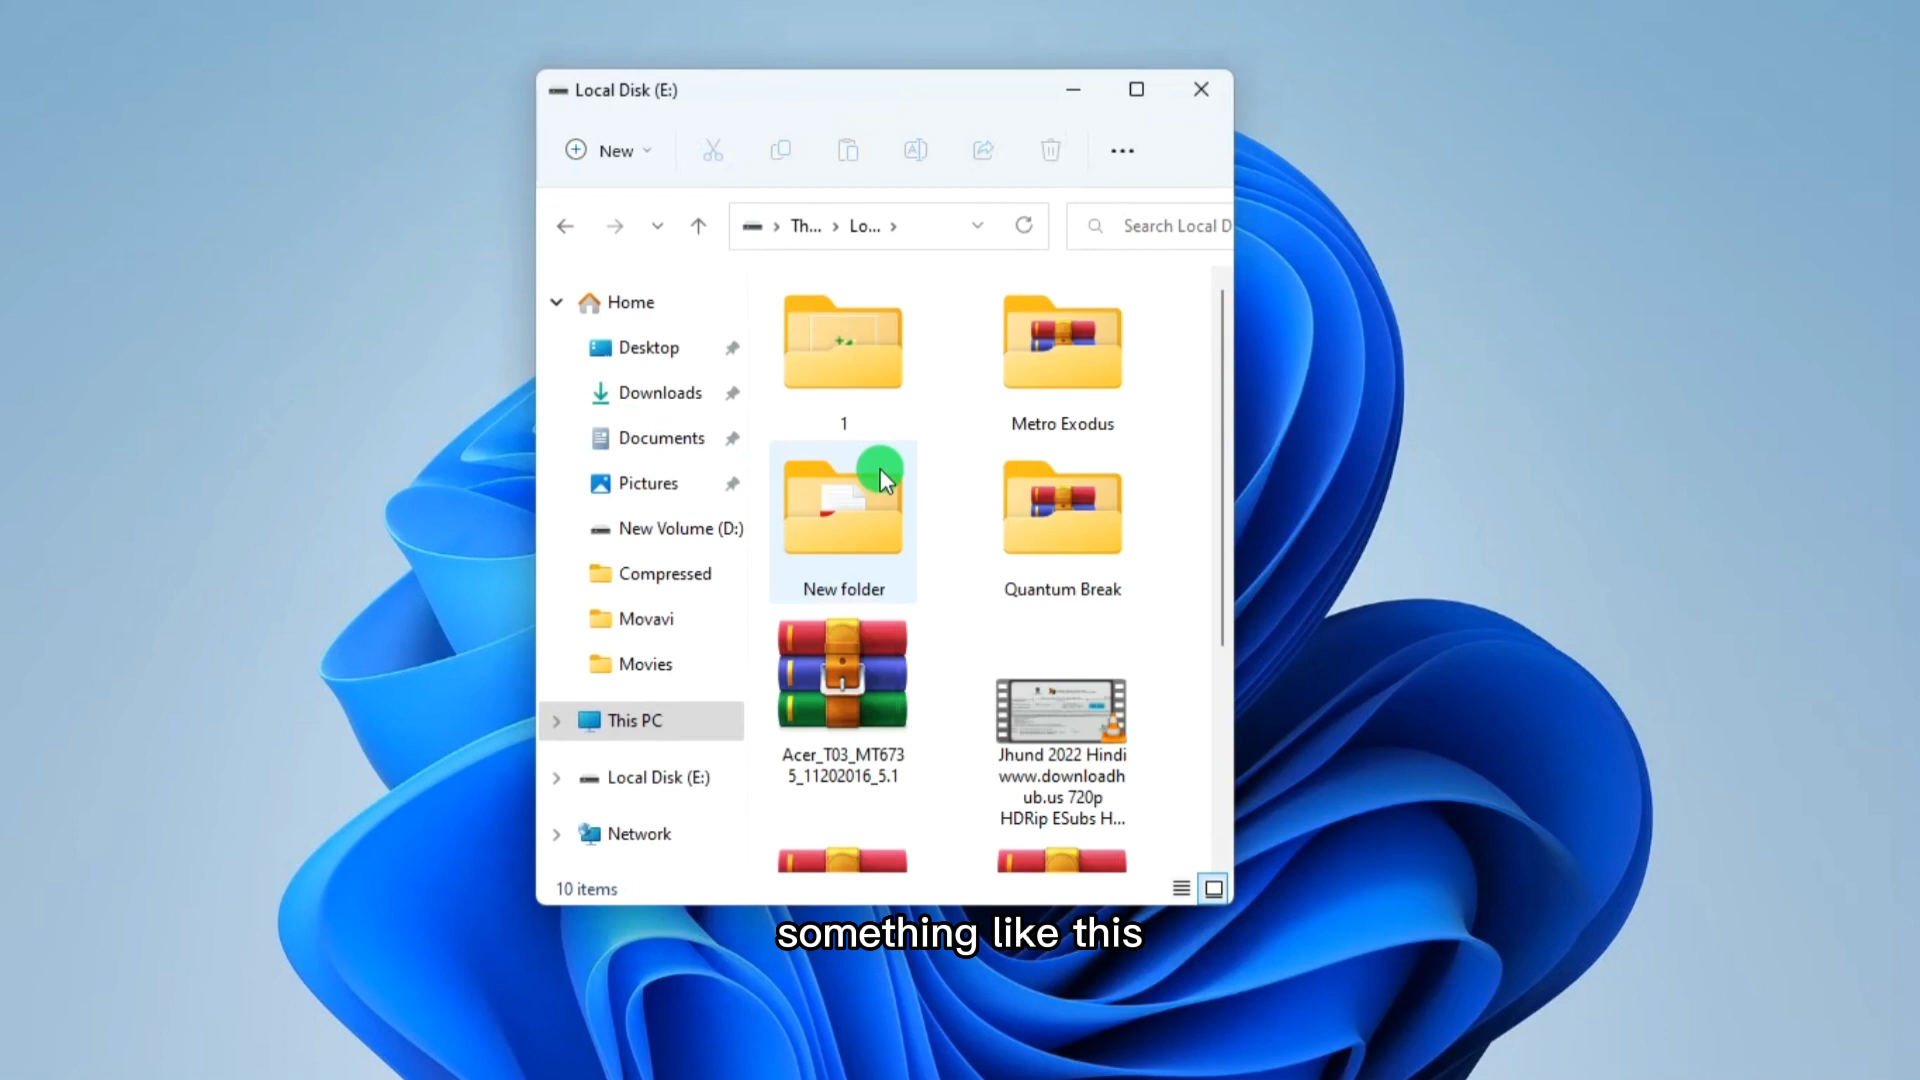 Local Disk (E:)
New
Th... > Lo... >
Search Local D
Home
Desktop
Downloads
Documents
Pictures
New Volume (D:)
Compressed
Movavi
Movies
This PC
Local Disk (E:)
Network
1
Metro Exodus
New folder
Quantum Break
Acer_T03_MT673
5_11202016_5.1
Jhund 2022 Hindi
www.downloadh
ub.us 720p
HDRip ESubs H...
10 items
something like this